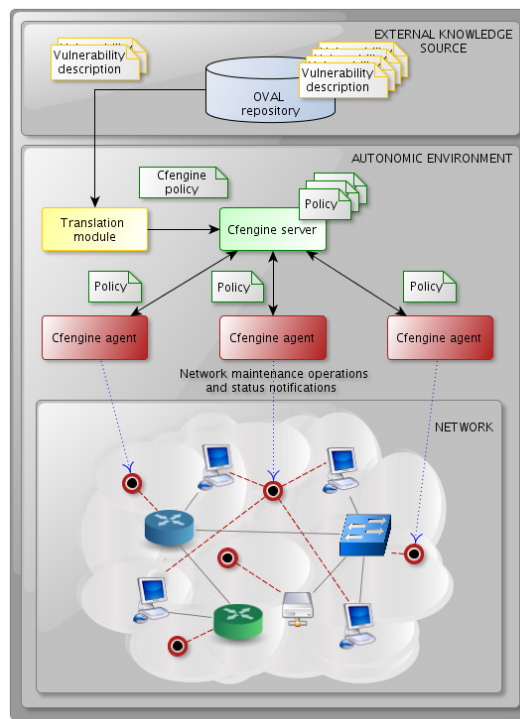 EXTERNAL KNOWLEDGE
SOURCE
Vulnerability
description
Vulnerability
description
OVAL
repository
AUTONOMIC ENVIRONMENT
Cfengine
policy
Policy
Translation
module
Cfengine server
Policy
Policy
Policy
Cfengine agent
Cfengine agent
Cfengine agent
Network maintenance operations
and status notifications
NETWORK